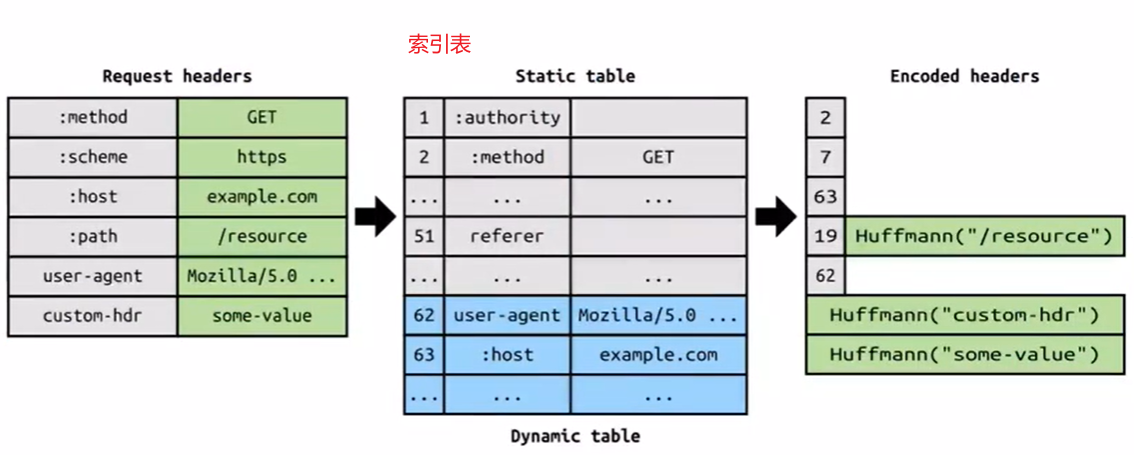 索引表
Request headers
Static table
Encoded headers
:method GET
:scheme https
:host example.com
:path /resource
user-agent Mozilla/5.0 ...
custom-hdr some-value
1 :authority
2 :method GET
... ... ...
51 referer
... ... ...
62 user-agent Mozilla/5.0 ...
63 :host example.com
... ... ...
Dynamic table
2
7
63
19 Huffmann("/resource")
62
Huffmann("custom-hdr")
Huffmann("some-value")